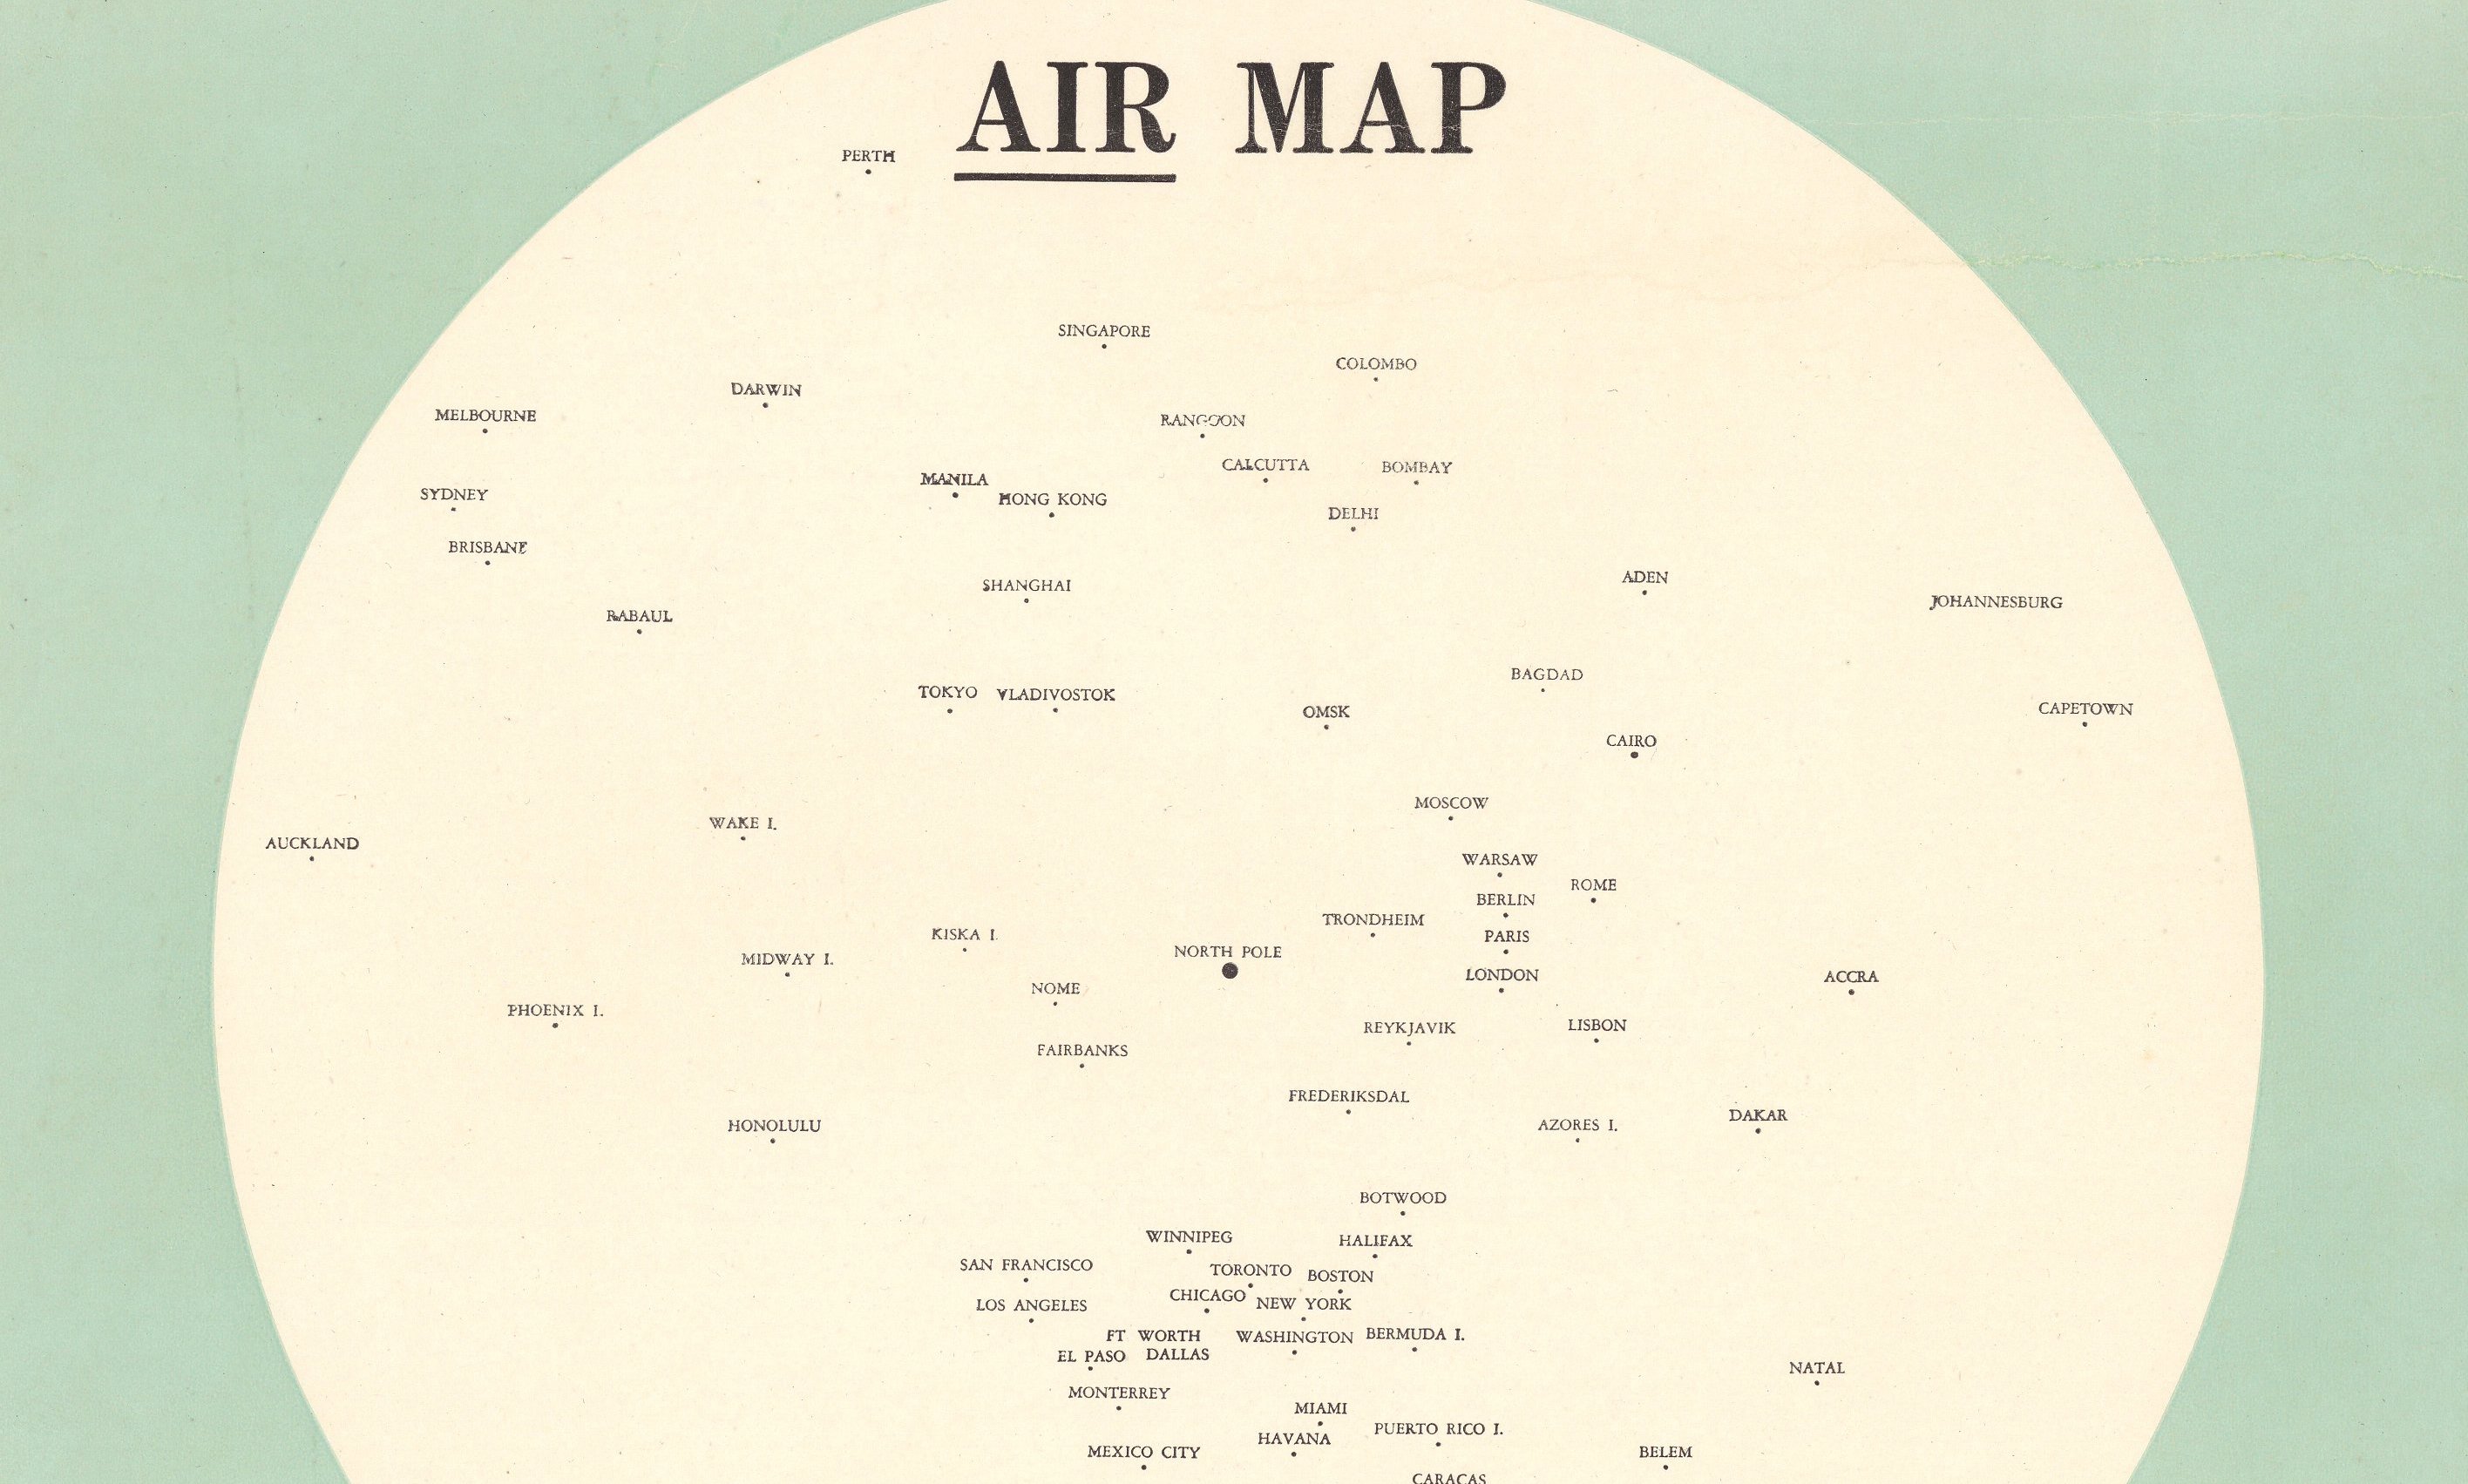 AIR MAP
PERTH
SINGAPORE
COLOMBO
DARWIN
MELBOURNE
RANGOON
CALCUTTA
BOMBAY
MANILA
SYDNEY
HONG KONG
DELHI
BRISBANE
ADEN
SHANGHAI
JOHANNESBURG
RABAUL
BAGDAD
TOKYO
VLADIVOSTOK
CAPETOWN
OMSK
CAIRO
MOSCOW
WAKE I.
AUCKLAND
WARSAW
ROME
BERLIN
TRONDHEIM
KISKA I.
PARIS
NORTH POLE
MIDWAY I.
LONDON
ACCRA
NOME
PHOENIX I.
LISBON
REYKJAVIK
FAIRBANKS
FREDERIKSDAL
DAKAR
HONOLULU
AZORES I.
BOTWOOD
WINNIPEG
HALIFAX
SAN FRANCISCO
TORONTO
BOSTON
CHICAGO
NEW YORK
LOS ANGELES
FT WORTH
WASHINGTON
BERMUDA I.
EL PASO
DALLAS
NATAL
MONTERREY
MIAMI
PUERTO RICO I.
HAVANA
MEXICO CITY
BELEM
CARACAS